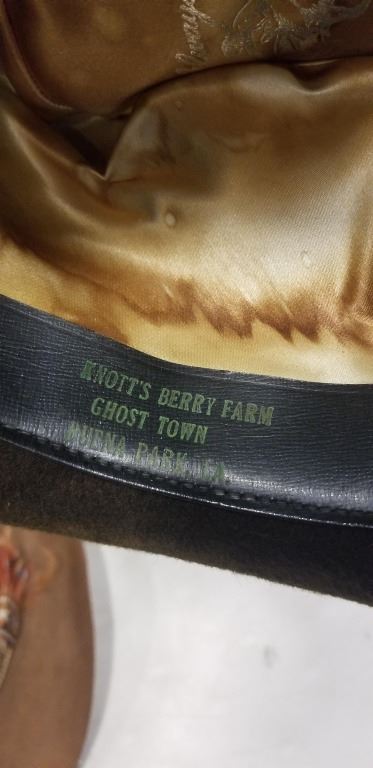 KNOTT'S BERRY FARM
GHOST TOWN
BUENA PARK, CA.